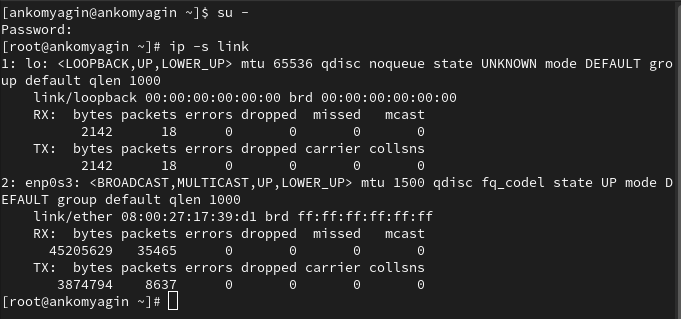 [ankomyagin@ankomyagin ~]$ su -
Password:
[root@ankomyagin ~]# ip -s link
1: lo: <LOOPBACK,UP,LOWER_UP> mtu 65536 qdisc noqueue state UNKNOWN mode DEFAULT gro
up default qlen 1000
    link/loopback 00:00:00:00:00:00 brd 00:00:00:00:00:00
    RX:  bytes packets errors dropped  missed   mcast
          2142      18      0       0       0       0
    TX:  bytes packets errors dropped carrier collsns
          2142      18      0       0       0       0
2: enp0s3: <BROADCAST,MULTICAST,UP,LOWER_UP> mtu 1500 qdisc fq_codel state UP mode D
EFAULT group default qlen 1000
    link/ether 08:00:27:17:39:d1 brd ff:ff:ff:ff:ff:ff
    RX:  bytes packets errors dropped  missed   mcast
      45205629   35465      0       0       0       0
    TX:  bytes packets errors dropped carrier collsns
       3874794    8637      0       0       0       0
[root@ankomyagin ~]#